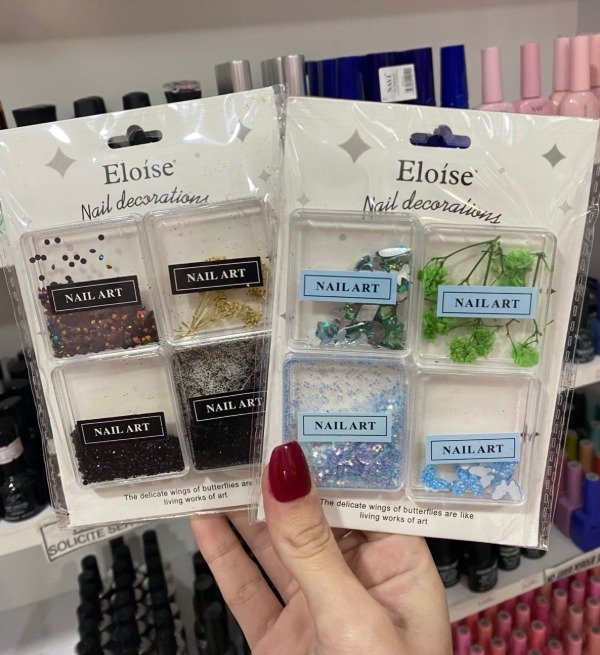 Eloíse
Nail decorations
NAIL ART
NAIL ART
NAIL ART
NAIL ART
The delicate wings of butterflies are
living works of art
Eloíse
Nail decorations
NAIL ART
NAIL ART
NAIL ART
NAIL ART
The delicate wings of butterflies are like
living works of art
SOLICITE